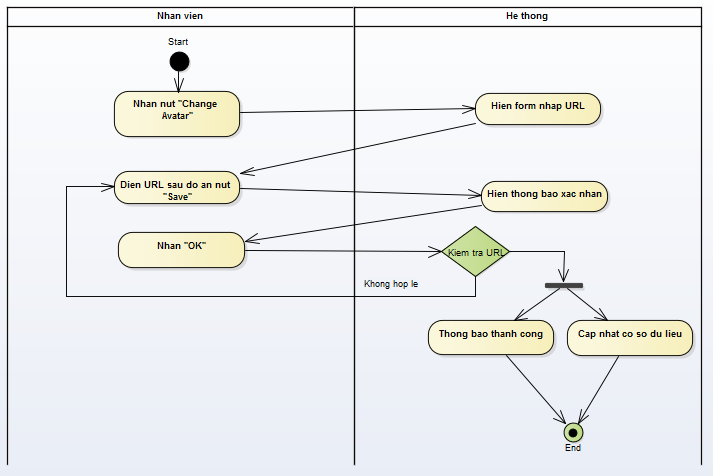 Nhan vien
He thong
Start
Nhan nut "Change
Avatar"
Hien form nhap URL
Dien URL sau do an nut
"Save"
Hien thong bao xac nhan
Nhan "OK"
Kiem tra URL
Khong hop le
Thong bao thanh cong
Cap nhat co so du lieu
End